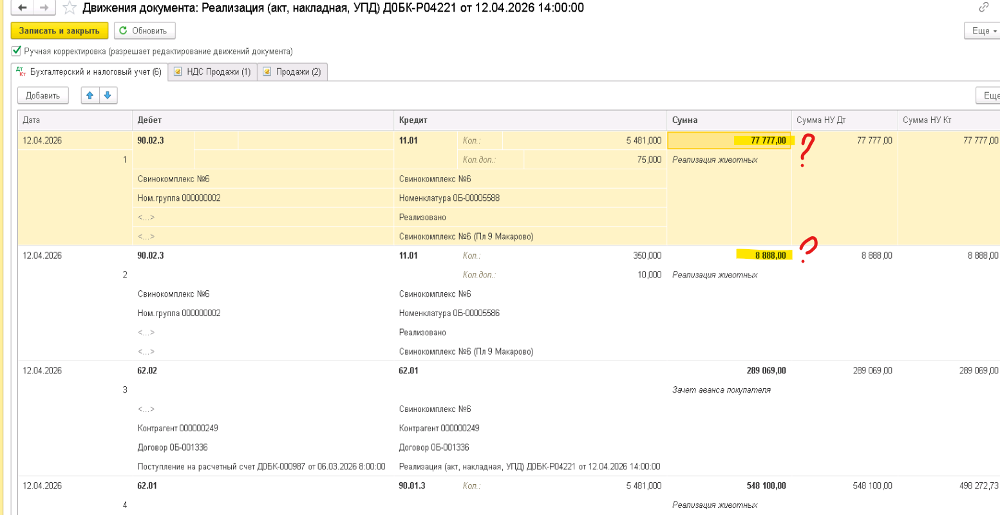 Движения документа: Реализация (акт, накладная, УПД) Д0БК-Р04221 от 12.04.2026 14:00:00
Записать и закрыть Обновить Еще
Ручная корректировка (разрешает редактирование движений документа)
Дт Кт Бухгалтерский и налоговый учет (6) НДС Продажи (1) Продажи (2)
Добавить Еще
Дата Дебет Кредит Сумма Сумма НУ Дт Сумма НУ Кт
12.04.2026 90.02.3 11.01 Кол.: 5 481,000 77 777,00 ? 77 777,00 77 777,00
1 Кол.доп.: 75,000 Реализация животных
Свинокомплекс №6 Свинокомплекс №6
Ном.группа 000000002 Номенклатура 0Б-00005588
<...> Реализовано
<...> Свинокомплекс №6 (Пл 9 Макарово)
12.04.2026 90.02.3 11.01 Кол.: 350,000 8 888,00 ? 8 888,00 8 888,00
2 Кол.доп.: 10,000 Реализация животных
Свинокомплекс №6 Свинокомплекс №6
Ном.группа 000000002 Номенклатура 0Б-00005586
<...> Реализовано
<...> Свинокомплекс №6 (Пл 9 Макарово)
12.04.2026 62.02 62.01 289 069,00 289 069,00 289 069,00
3 Зачет аванса покупателя
<...> Свинокомплекс №6
Контрагент 000000249 Контрагент 000000249
Договор 0Б-001336 Договор 0Б-001336
Поступление на расчетный счет Д0БК-000987 от 06.03.2026 8:00:00 Реализация (акт, накладная, УПД) Д0БК-Р04221 от 12.04.2026 14:00:00
12.04.2026 62.01 90.01.3 Кол.: 5 481,000 548 100,00 548 100,00 498 272,73
4 Реализация животных